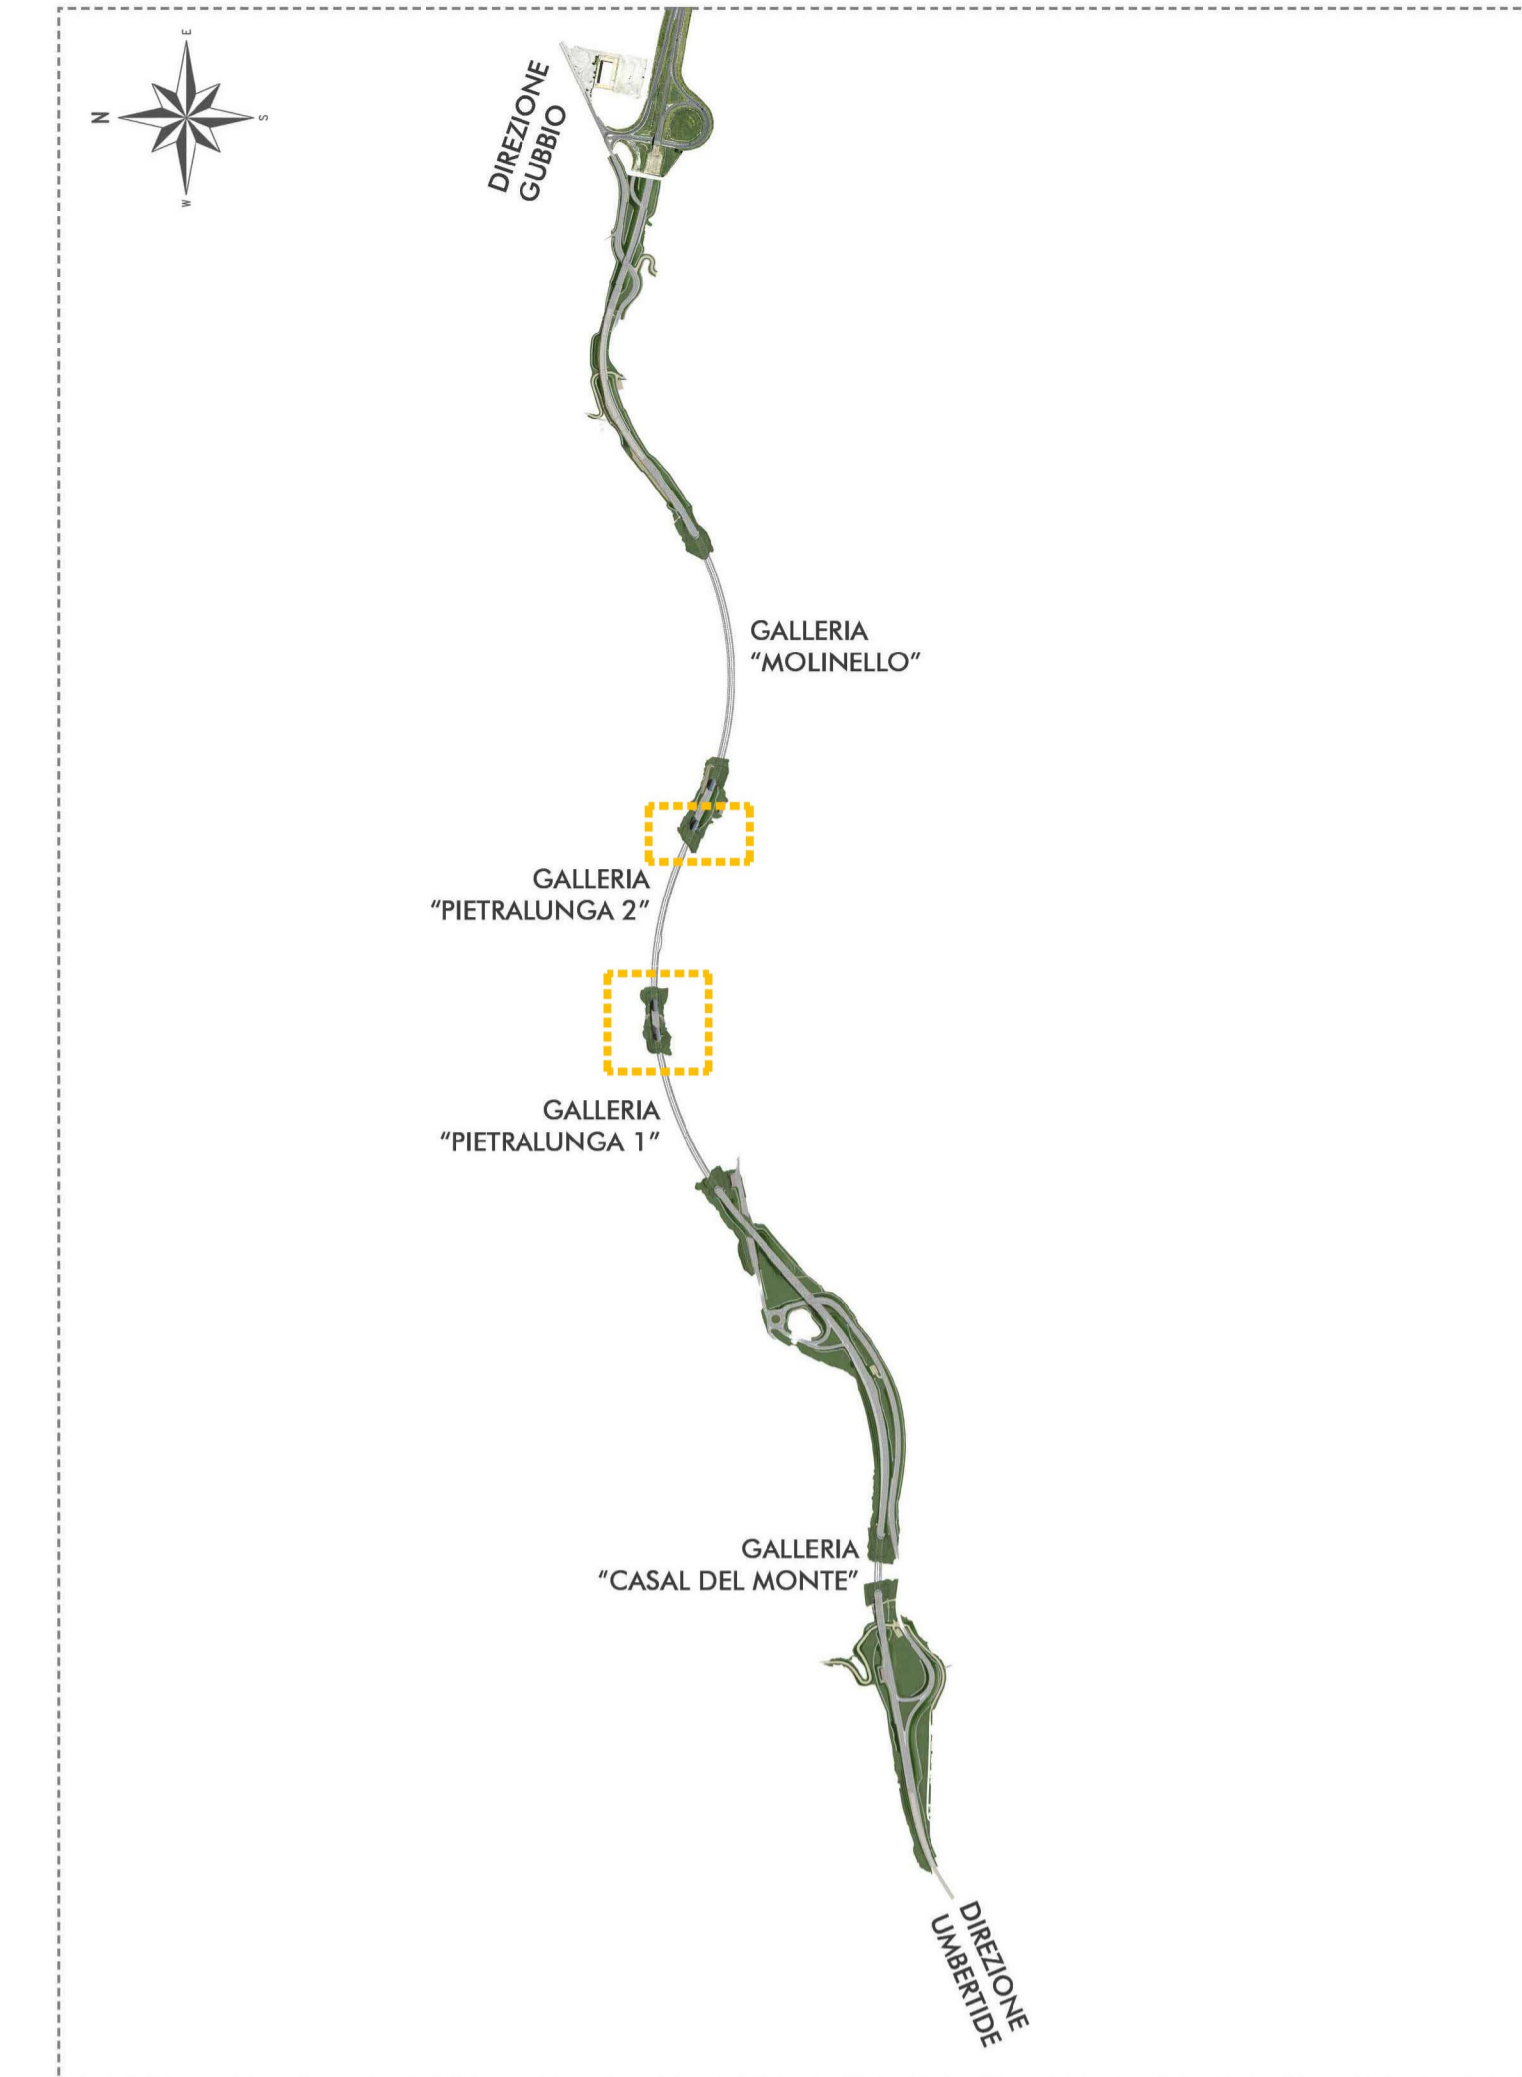 E
N
S
W
DIREZIONE
GUBBIO
GALLERIA
“MOLINELLO”
GALLERIA
“PIETRALUNGA 2”
GALLERIA
“PIETRALUNGA 1”
GALLERIA
“CASAL DEL MONTE”
DIREZIONE
UMBERTIDE